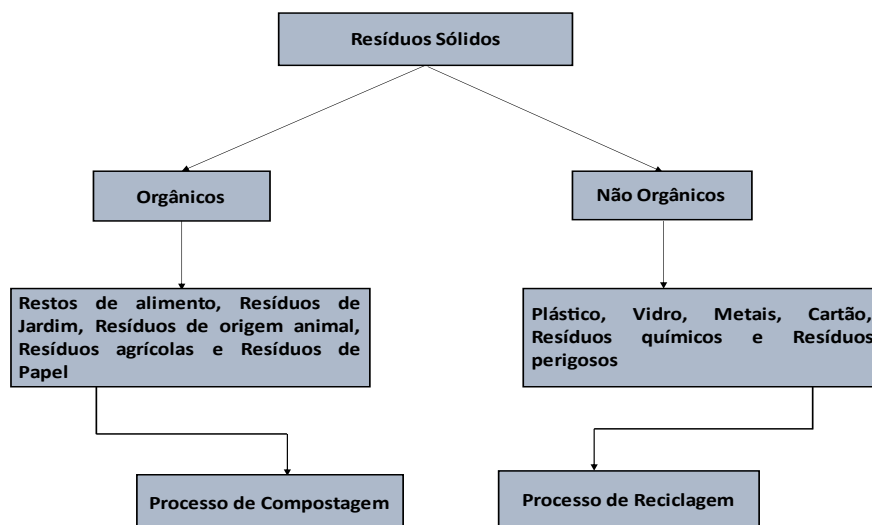 Resíduos Sólidos
Orgânicos
Não Orgânicos
Restos de alimento, Resíduos de
Jardim, Resíduos de origem animal,
Resíduos agrícolas e Resíduos de
Papel
Plástico, Vidro, Metais, Cartão,
Resíduos químicos e Resíduos
perigosos
Processo de Compostagem
Processo de Reciclagem